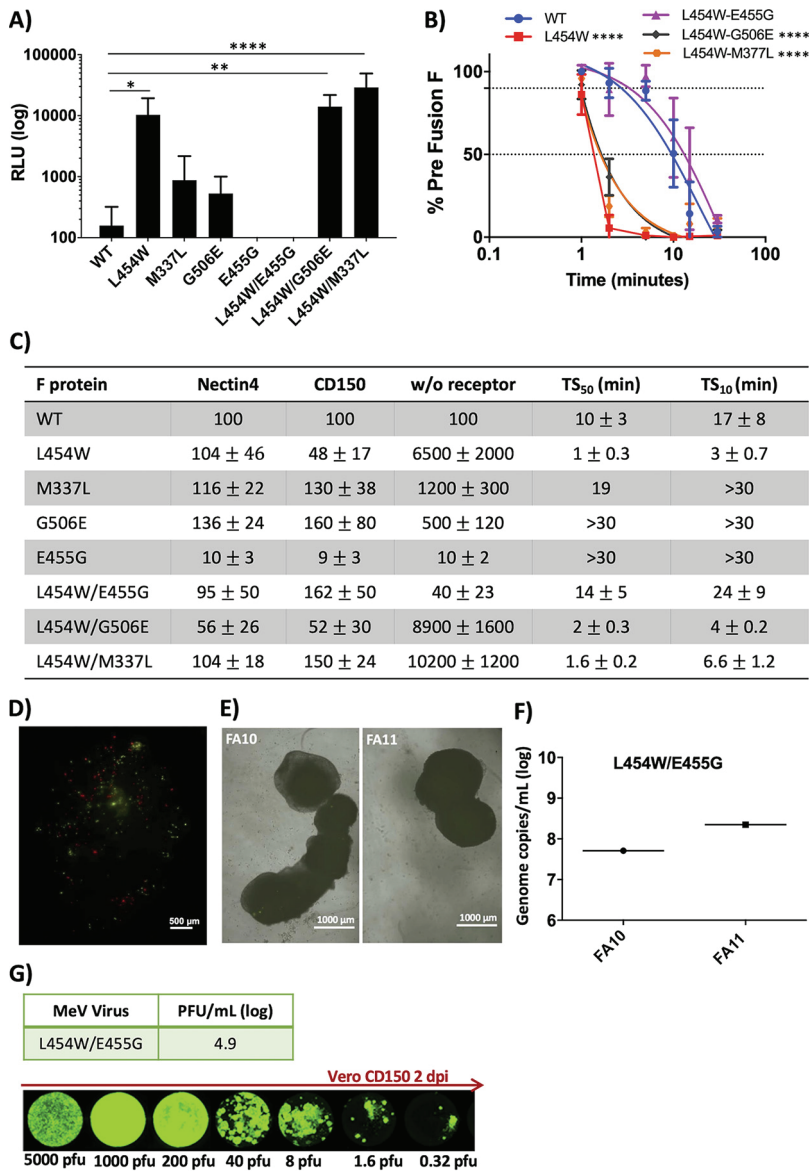 A)
****
**
*
RLU (log)
100000
10000
1000
100
WT
L454W
M337L
G506E
E455G
L454W/E455G
L454W/G506E
L454W/M337L
B)
WT
L454W ****
L454W-E455G
L454W-G506E ****
L454W-M377L ****
% Pre Fusion F
100
50
0
0.1
1
10
100
Time (minutes)
C)
F protein Nectin4 CD150 w/o receptor TS50 (min) TS10 (min)
WT 100 100 100 10 ± 3 17 ± 8
L454W 104 ± 46 48 ± 17 6500 ± 2000 1 ± 0.3 3 ± 0.7
M337L 116 ± 22 130 ± 38 1200 ± 300 19 >30
G506E 136 ± 24 160 ± 80 500 ± 120 >30 >30
E455G 10 ± 3 9 ± 3 10 ± 2 >30 >30
L454W/E455G 95 ± 50 162 ± 50 40 ± 23 14 ± 5 24 ± 9
L454W/G506E 56 ± 26 52 ± 30 8900 ± 1600 2 ± 0.3 4 ± 0.2
L454W/M337L 104 ± 18 150 ± 24 10200 ± 1200 1.6 ± 0.2 6.6 ± 1.2
D)
500 µm
E)
FA10
1000 µm
FA11
1000 µm
F)
L454W/E455G
Genome copies/mL (log)
10
9
8
7
6
FA10
FA11
G)
MeV Virus PFU/mL (log)
L454W/E455G 4.9
Vero CD150 2 dpi
5000 pfu 1000 pfu 200 pfu 40 pfu 8 pfu 1.6 pfu 0.32 pfu